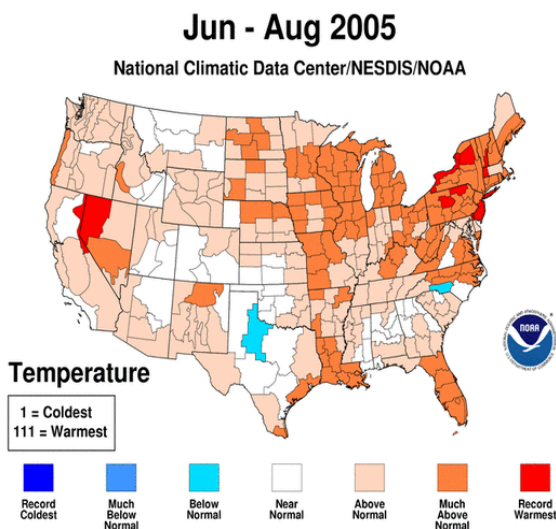 Jun - Aug 2005
National Climatic Data Center/NESDIS/NOAA
NOAA
Temperature
1 = Coldest
111 = Warmest
Record
Coldest
Much
Below
Normal
Below
Normal
Near
Normal
Above
Normal
Much
Above
Normal
Record
Warmest